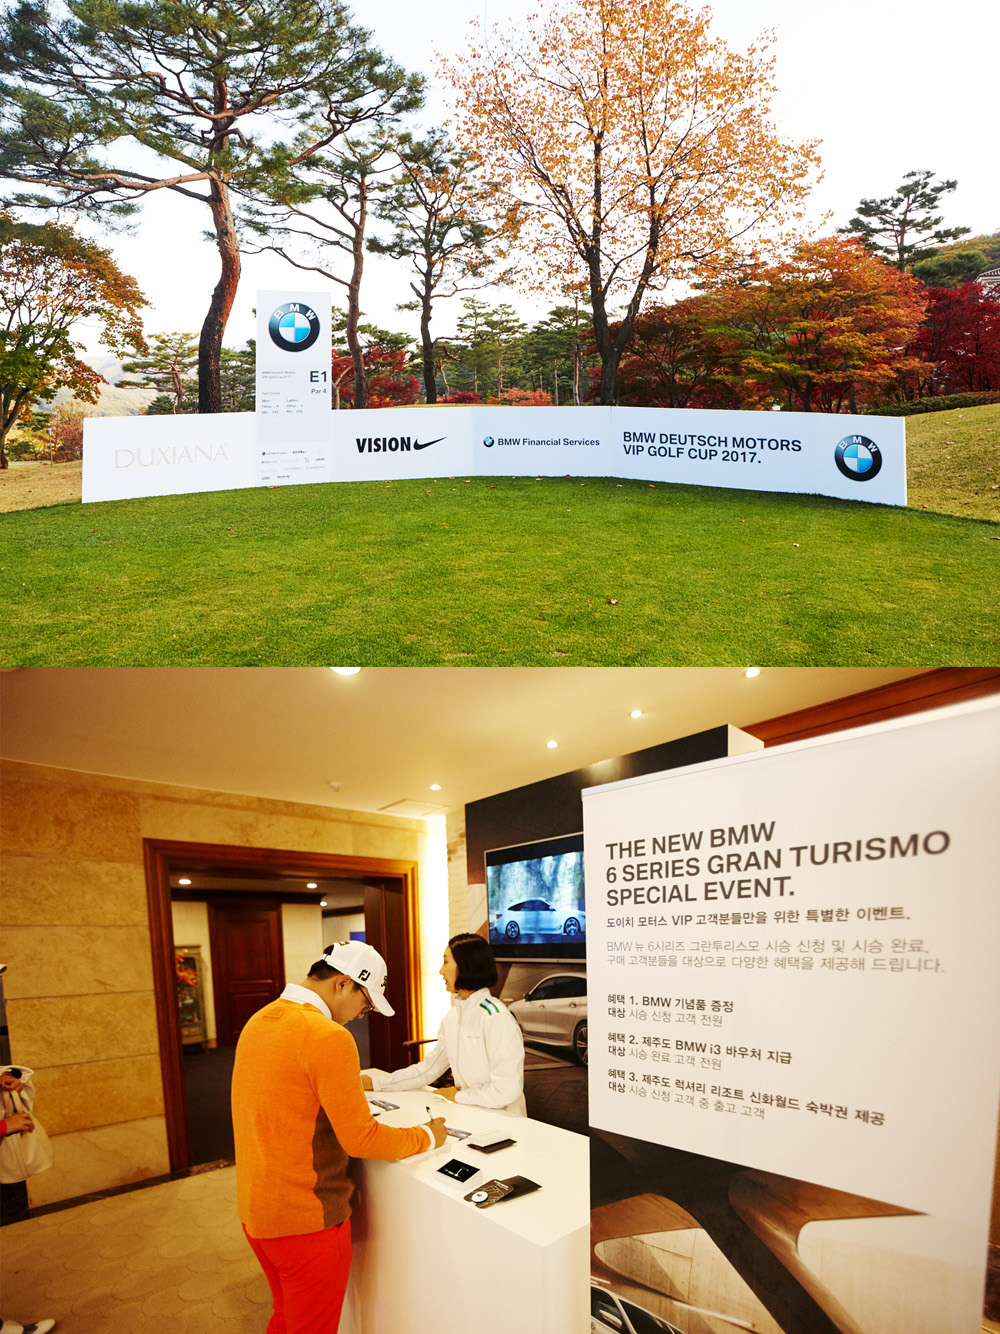 BMW
E1
Par 4
DUXIANA
VISION
BMW Financial Services
BMW DEUTSCH MOTORS
VIP GOLF CUP 2017.
BMW
THE NEW BMW
6 SERIES GRAN TURISMO
SPECIAL EVENT.
도이치 모터스 VIP 고객분들만을 위한 특별한 이벤트.
BMW 뉴 6시리즈 그란투리스모 시승 신청 및 시승 완료,
구매 고객분들을 대상으로 다양한 혜택을 제공해 드립니다.
혜택 1. BMW 기념품 증정
대상 시승 신청 고객 전원
혜택 2. 제주도 BMW i3 바우처 지급
대상 시승 완료 고객 전원
혜택 3. 제주도 럭셔리 리조트 신화월드 숙박권 제공
대상 시승 신청 고객 중 출고 고객
FJ